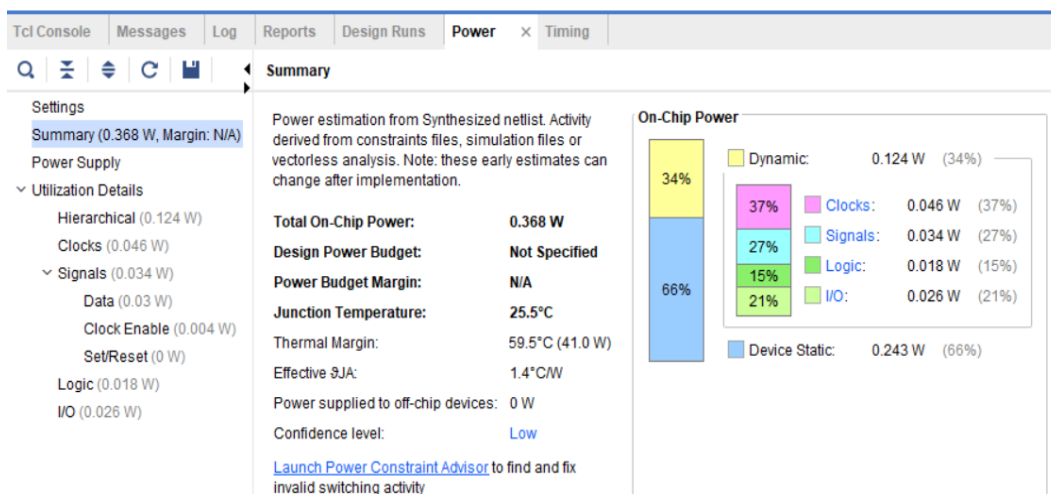 Tcl Console Messages Log Reports Design Runs Power × Timing
Summary
Settings
Summary (0.368 W, Margin: N/A)
Power Supply
Utilization Details
Hierarchical (0.124 W)
Clocks (0.046 W)
Signals (0.034 W)
Data (0.03 W)
Clock Enable (0.004 W)
Set/Reset (0 W)
Logic (0.018 W)
I/O (0.026 W)
Power estimation from Synthesized netlist. Activity
derived from constraints files, simulation files or
vectorless analysis. Note: these early estimates can
change after implementation.
Total On-Chip Power: 0.368 W
Design Power Budget: Not Specified
Power Budget Margin: N/A
Junction Temperature: 25.5°C
Thermal Margin: 59.5°C (41.0 W)
Effective ϑJA: 1.4°C/W
Power supplied to off-chip devices: 0 W
Confidence level: Low
Launch Power Constraint Advisor to find and fix
invalid switching activity
On-Chip Power
34%
66%
Dynamic: 0.124 W (34%)
37%
27%
15%
21%
Clocks: 0.046 W (37%)
Signals: 0.034 W (27%)
Logic: 0.018 W (15%)
I/O: 0.026 W (21%)
Device Static: 0.243 W (66%)